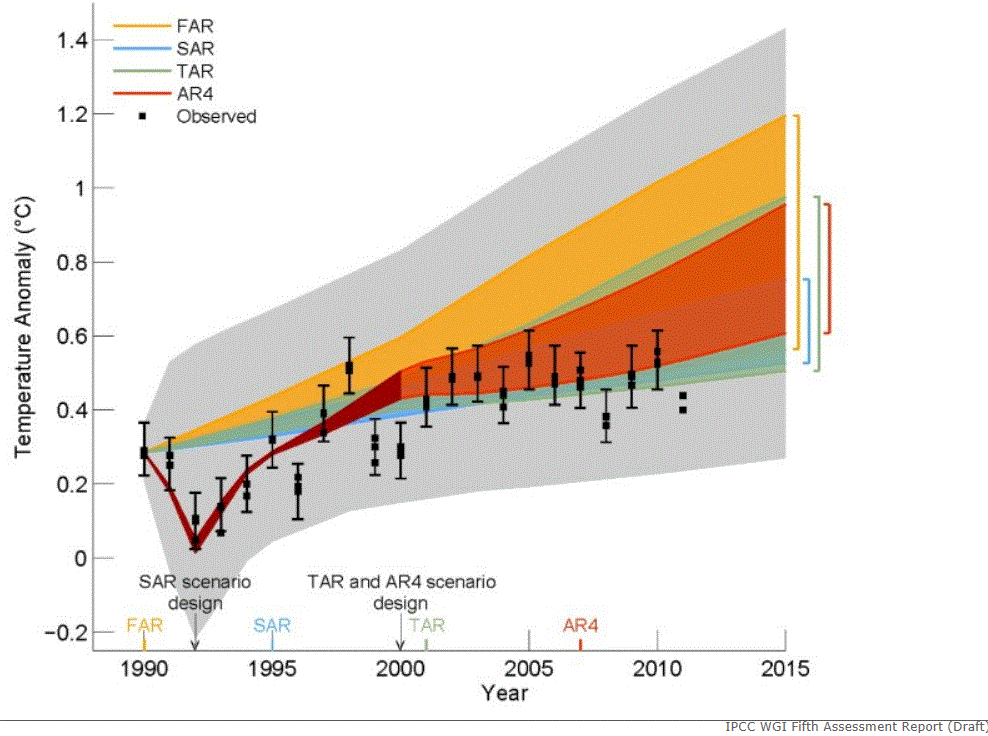 FAR
SAR
TAR
AR4
Observed
1.4
1.2
1
0.8
0.6
0.4
0.2
0
−0.2
Temperature Anomaly (°C)
SAR scenario
design
TAR and AR4 scenario
design
FAR SAR TAR AR4
1990 1995 2000 2005 2010 2015
Year
IPCC WGI Fifth Assessment Report (Draft)